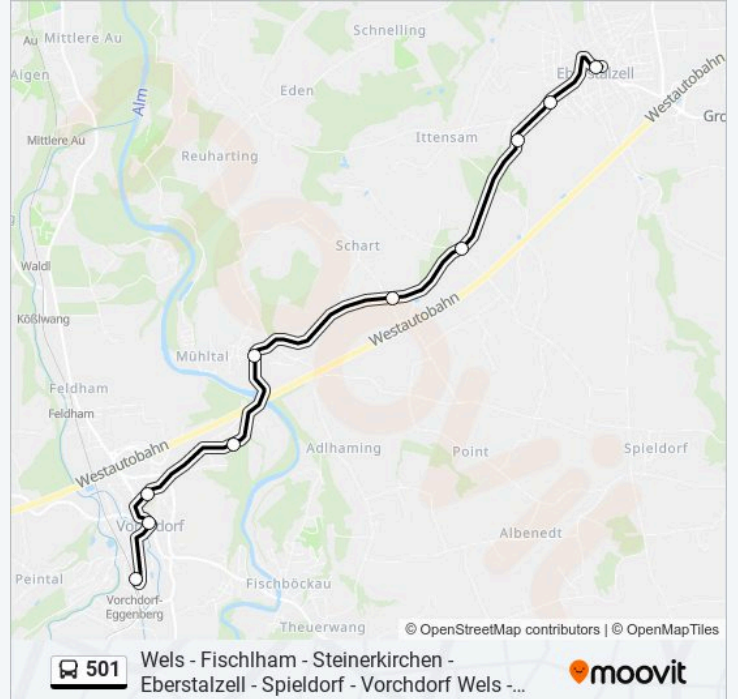 Schnelling
Au Mittlere Au
Aigen
Eberstalzell
Westautobahn
Alm
Eden
Gro
Ittensam
Mittlere Au
Reuharting
Schart
Waldl
Kößlwang
Westautobahn
Mühltal
Feldham
Feldham
Westautobahn
Adlhaming
Point
Spieldorf
Vorchdorf
Albenedt
Peintal
Fischböckau
Vorchdorf-
Eggenberg
Theuerwang
© OpenStreetMap contributors | © OpenMapTiles
501
Wels - Fischlham - Steinerkirchen -
Eberstalzell - Spieldorf - Vorchdorf Wels -…
moovit